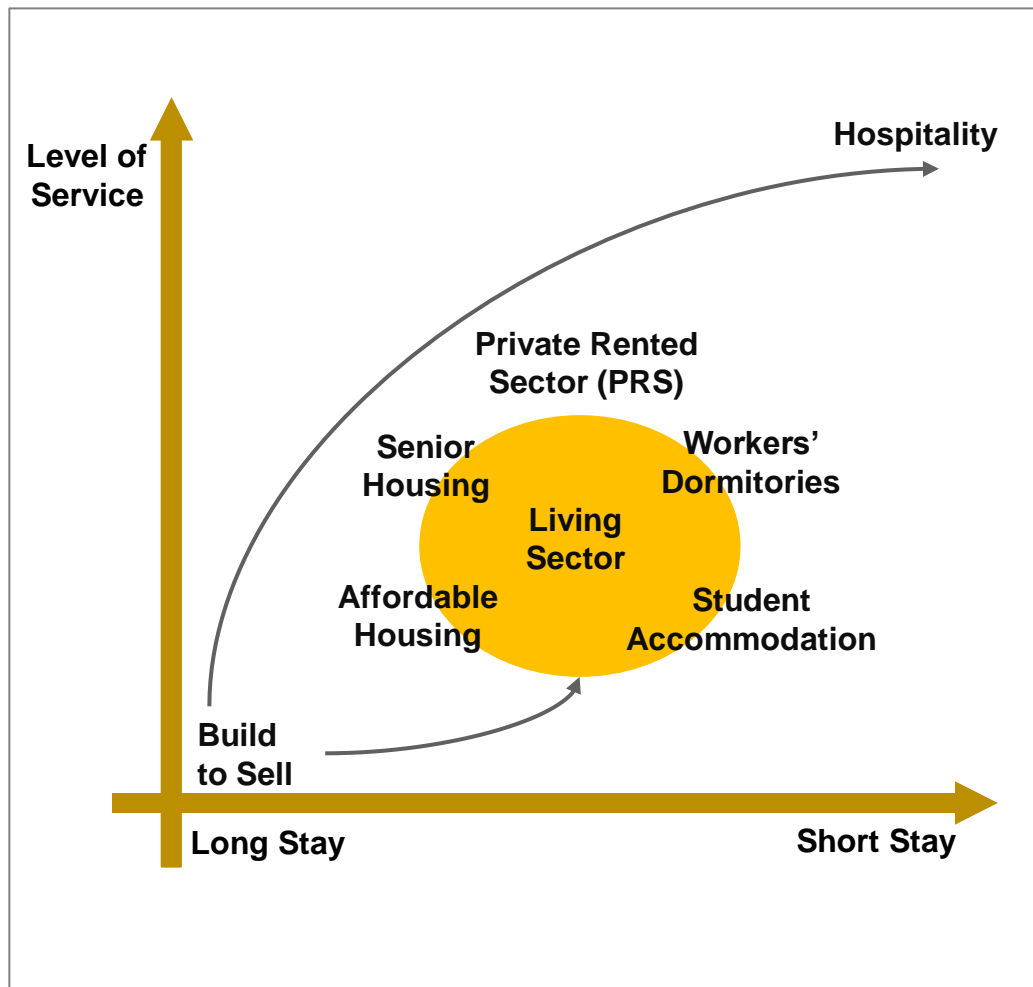 Hospitality
Level of
Service
Private Rented
Sector (PRS)
Senior
Housing
Workers’
Dormitories
Living
Sector
Affordable
Housing
Student
Accommodation
Build
to Sell
Long Stay
Short Stay